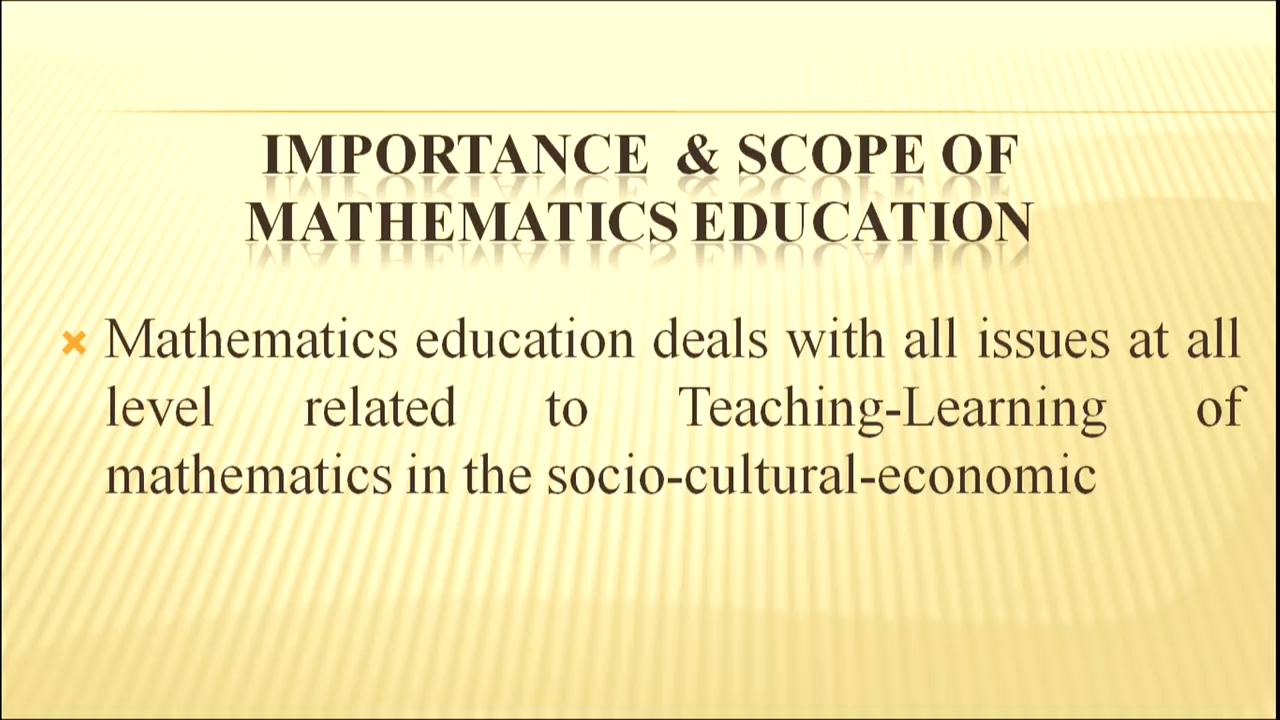 IMPORTANCE & SCOPE OF
MATHEMATICS EDUCATION
Mathematics education deals with all issues at all
level related to Teaching-Learning of
mathematics in the socio-cultural-economic